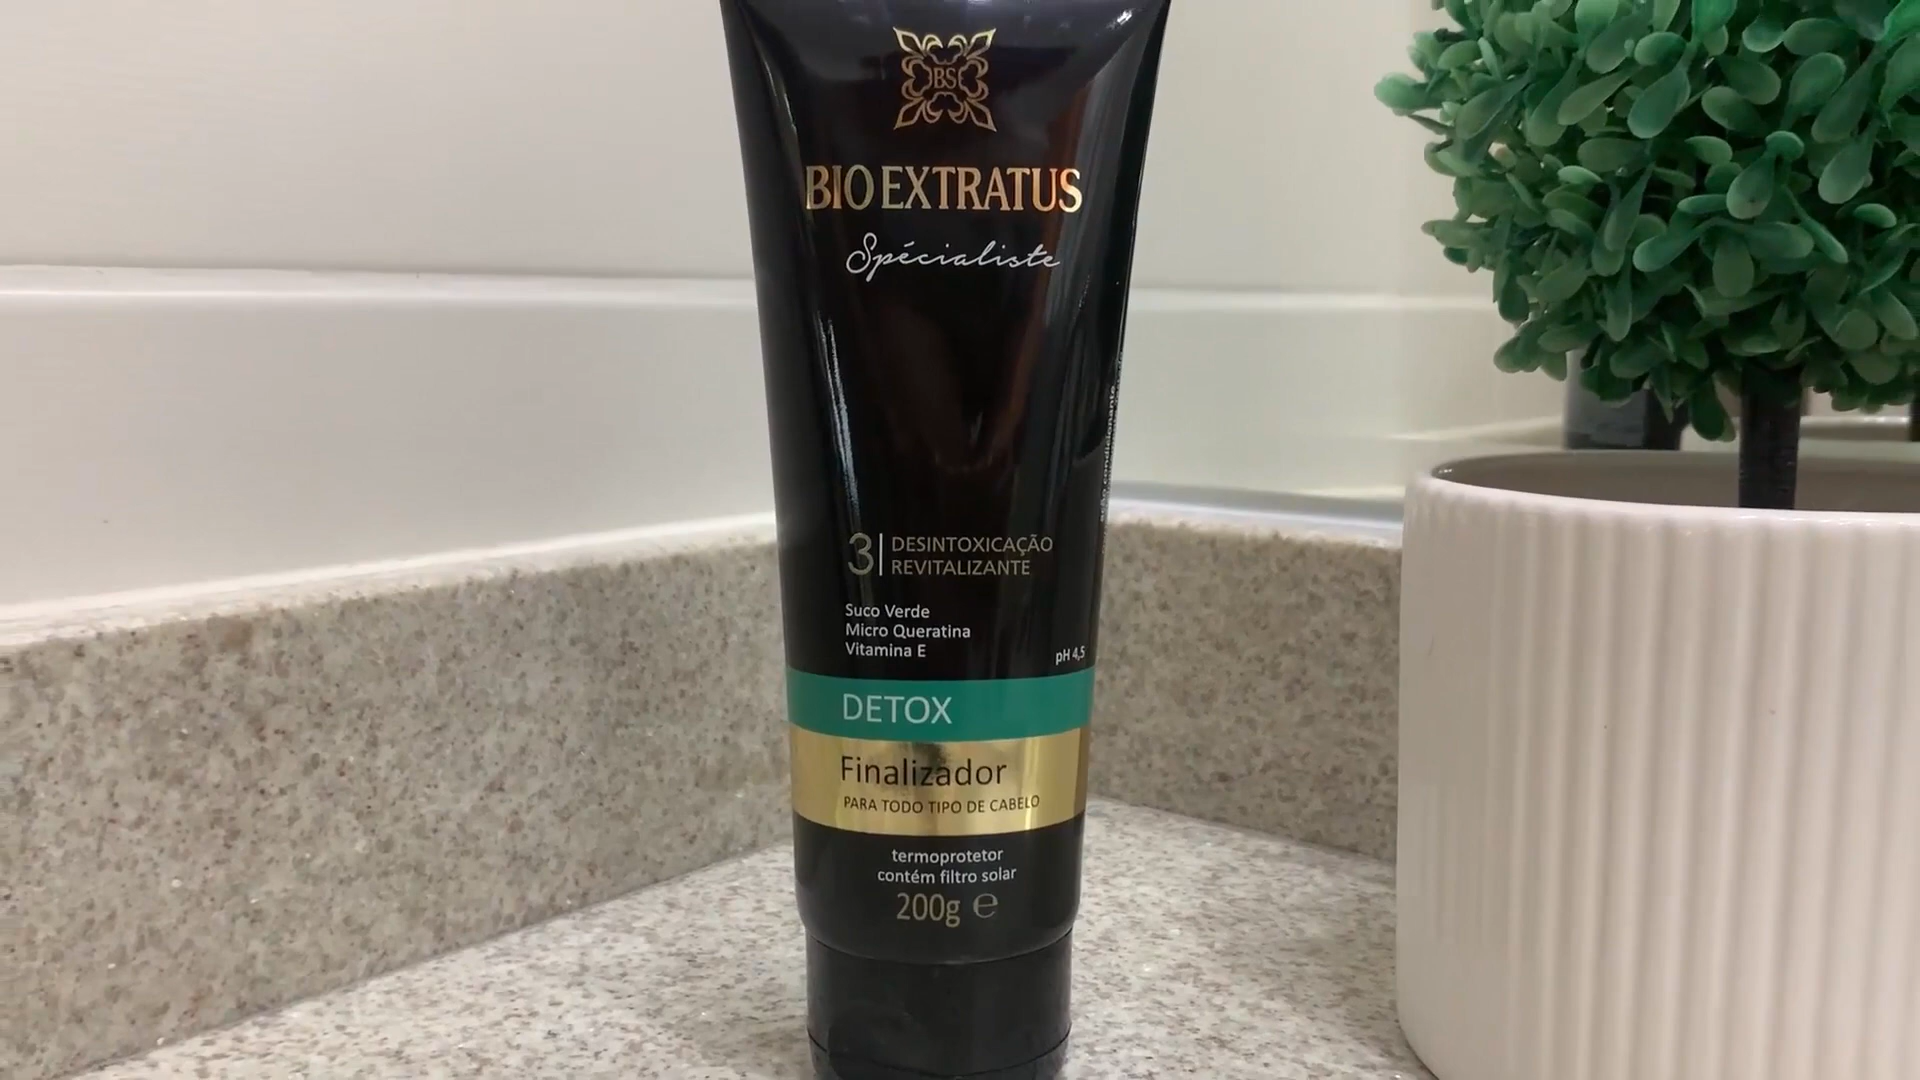 BS
BIO EXTRATUS
Spécialiste
3 | DESINTOXICAÇÃO
REVITALIZANTE
Suco Verde
Micro Queratina
Vitamina E
pH 4,5
DETOX
Finalizador
PARA TODO TIPO DE CABELO
termoprotetor
contém filtro solar
200g ℮